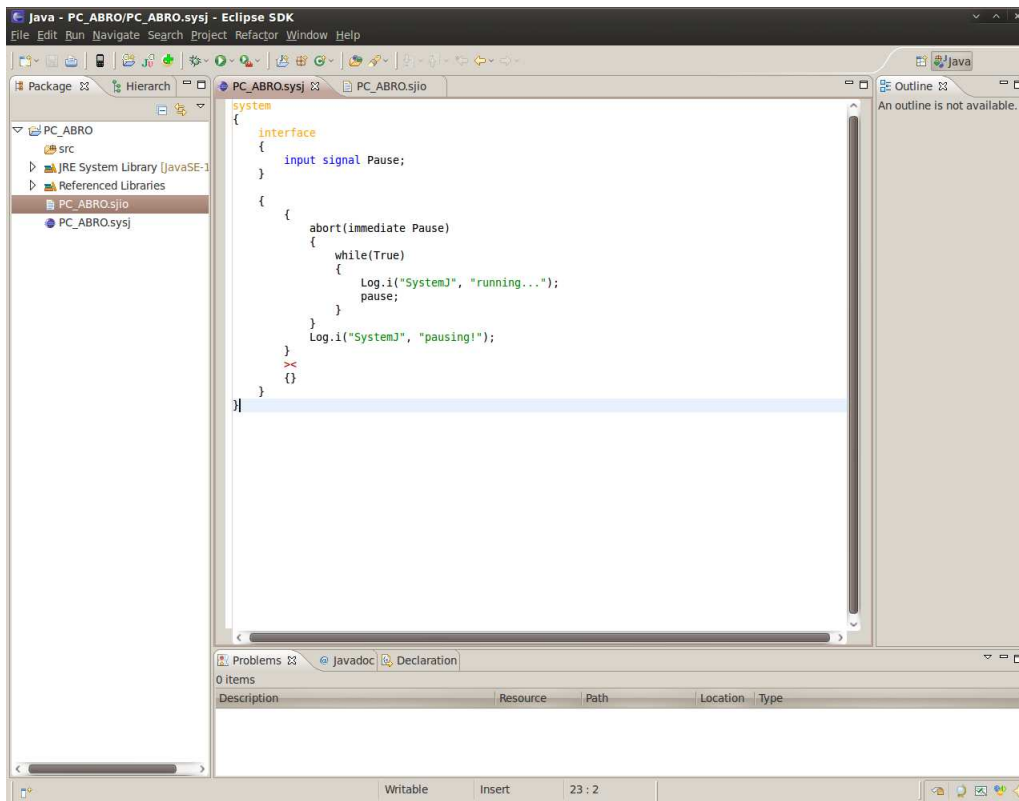 Java - PC_ABRO/PC_ABRO.sysj - Eclipse SDK
File Edit Run Navigate Search Project Refactor Window Help
Java
Package
Hierarch
PC_ABRO.sysj
PC_ABRO.sjio
Outline
An outline is not available.
PC_ABRO
src
JRE System Library [JavaSE-1
Referenced Libraries
PC_ABRO.sjio
PC_ABRO.sysj
system
{
interface
{
input signal Pause;
}
{
{
abort(immediate Pause)
{
while(True)
{
Log.i("SystemJ", "running...");
pause;
}
}
Log.i("SystemJ", "pausing!");
}
><
{}
}
}
Problems @ Javadoc Declaration
0 items
Description Resource Path Location Type
Writable Insert 23 : 2